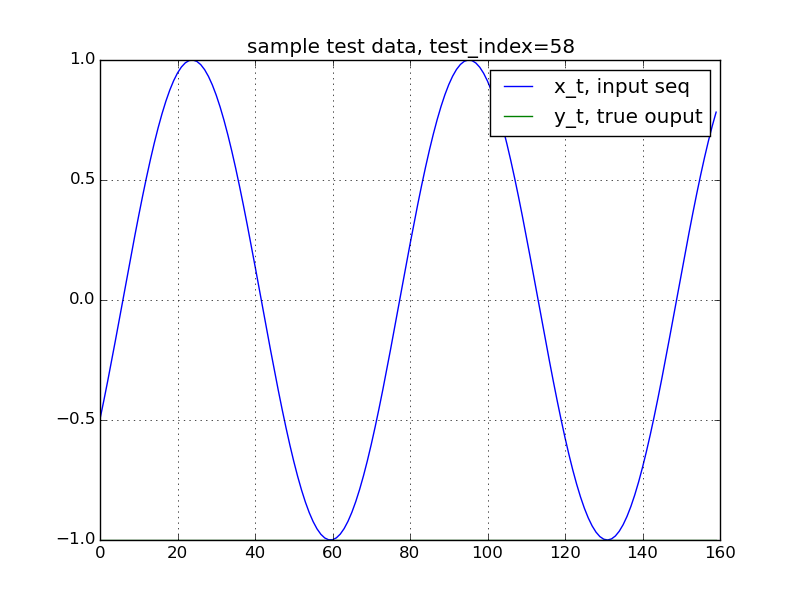 sample test data, test_index=58
x_t, input seq
y_t, true ouput
1.0
0.5
0.0
−0.5
−1.0
0 20 40 60 80 100 120 140 160